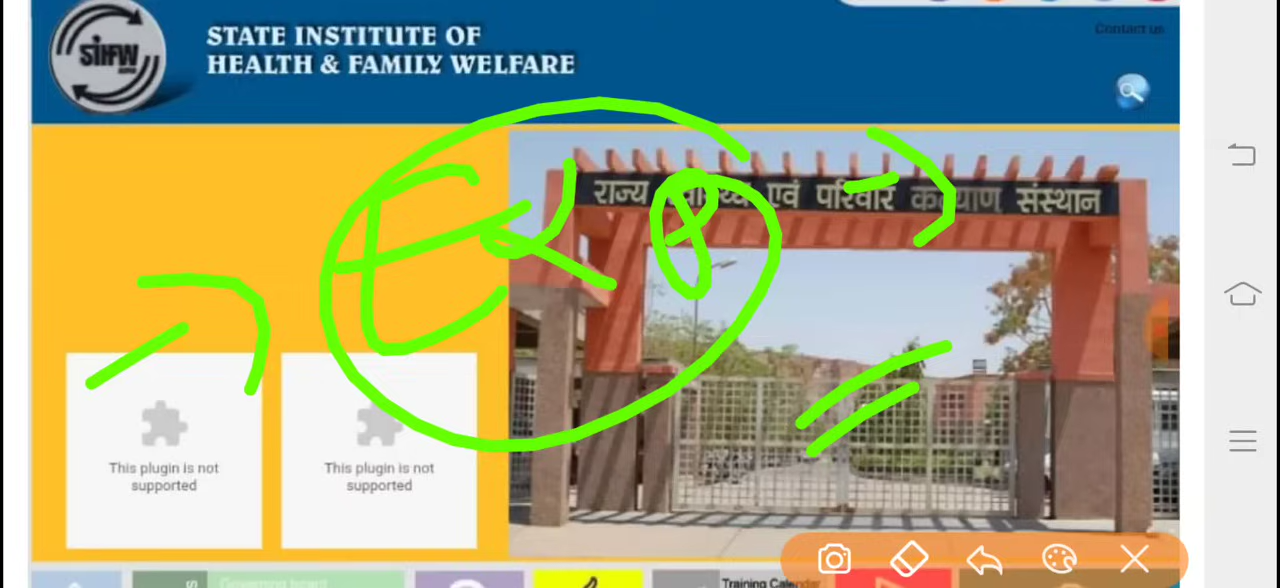 Contact us
SIHFW
STATE INSTITUTE OF
HEALTH & FAMILY WELFARE
राज्य स्वास्थ्य एवं परिवार कल्याण संस्थान
This plugin is not
supported
This plugin is not
supported
Governing board
Training Calendar